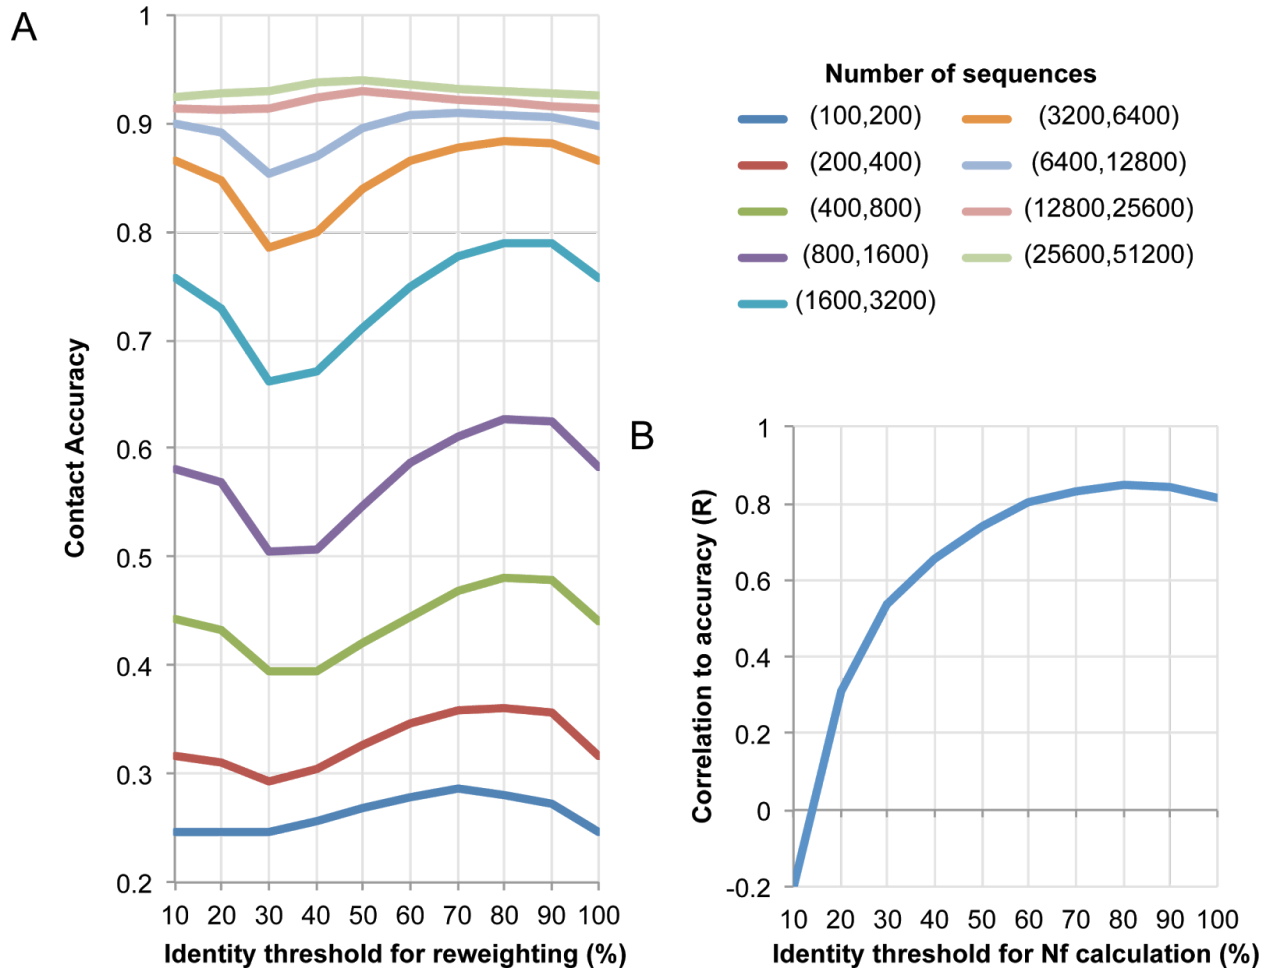 A
1
0.9
0.8
0.7
0.6
0.5
0.4
0.3
0.2
Contact Accuracy
10 20 30 40 50 60 70 80 90 100
Identity threshold for reweighting (%)
Number of sequences
(100,200) (3200,6400)
(200,400) (6400,12800)
(400,800) (12800,25600)
(800,1600) (25600,51200)
(1600,3200)
B
1
0.8
0.6
0.4
0.2
0
-0.2
Correlation to accuracy (R)
10 20 30 40 50 60 70 80 90 100
Identity threshold for Nf calculation (%)